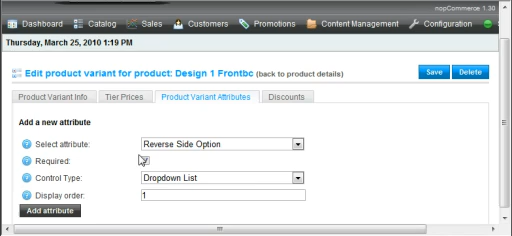 nopCommerce 1.30
Dashboard Catalog Sales Customers Promotions Content Management Configuration
Thursday, March 25, 2010 1:19 PM
Edit product variant for product: Design 1 Frontbc (back to product details) Save Delete
Product Variant Info Tier Prices Product Variant Attributes Discounts
Add a new attribute
Select attribute: Reverse Side Option
Required:
Control Type: Dropdown List
Display order: 1
Add attribute